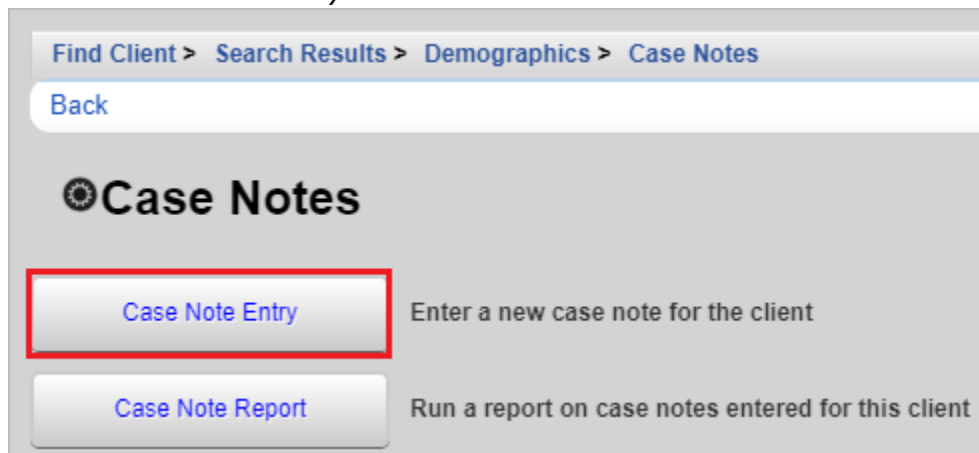 Find Client > Search Results > Demographics > Case Notes
Back
Case Notes
Case Note Entry Enter a new case note for the client
Case Note Report Run a report on case notes entered for this client